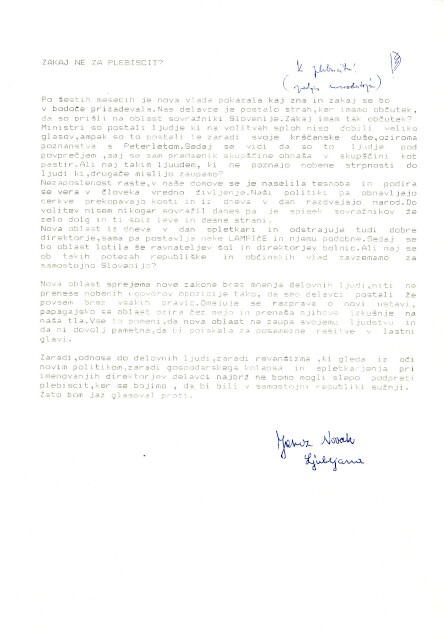 ZAKAJ NE ZA PLEBISCIT?
K plebiscitu!
Po šestih mesecih je nova vlada pokazala kaj zna in zakaj se bo
v bodoče prizadevala.Nas delavce je postalo strah,ker imamo občutek,
da so prišli na oblast sovražniki Slovenije.Zakaj imam tak občutek?
Ministri so postali ljudje ki na volitvah sploh niso dobili veliko
glasov,ampak so to postali le zaradi svoje krščanske duše,oziroma
poznanstva s Peterletom.Sedaj se vidi da so to ljudje pod
povprečjem ,saj se sam predsenik skupščine obnaša v skupščini kot
pastir.Ali naj takim ljuudem, ki ne poznajo nobene strpnosti do
ljudi ki,drugače mislijo zaupamo?
Nezaposlenost raste,v naše domove se je naselila tesnoba in podira
se vera v človeku vredno življenje.Naši politiki pa obnavljajo
cerkve prekopavajo kosti in iz dneva v dan razdvajajo narod.Do
volitev nisem nikogar sovražil danes pa je spisek sovražnikov že
zelo dolg in ti so iz leve in desne strani.
Nova oblast iz dneva v dan spletkari in odstranjuje tudi dobre
direktorje,sama pa postavlja neke LAMPIČE in njemu podobne.Sedaj se
bo oblast lotila še ravnateljev šol in direktorjev bolnic.Ali naj se
ob takih potezah republiške in občinskih vlad zavzemamo za
samostojno Slovenijo?
Nova oblast sprejema nove zakone brez mnenja delovnih ljudi,niti ne
prenese nobenih ugovorov opozicije tako, da smo delavci postali že
povsem brez vsakih pravic.Omejuje se razprava o novi ustavi,
papagajsko se oblast ozira čez mejo in prenaša njihove izkušnje na
naša tla.Vse to pomeni,da nova oblast ne zaupa svojemu ljudstvu in
da ni dovolj pametna,da bi poiskala za posamezne rešitve v lastni
glavi.
Zaradi,odnosa do delovnih ljudi,zaradi revanšizma ,ki gleda iz oči
novim politikom,zaradi gospodarskega kolapsa in spletkarjenja pri
imenovanjih direktorjev delavci najbrž ne bomo mogli slepo podpreti
plebiscit,ker se bojimo , da bi bili v samostojni republiki sužnji.
Zato bom jaz glasoval proti.
Janez Novak
Ljubljana